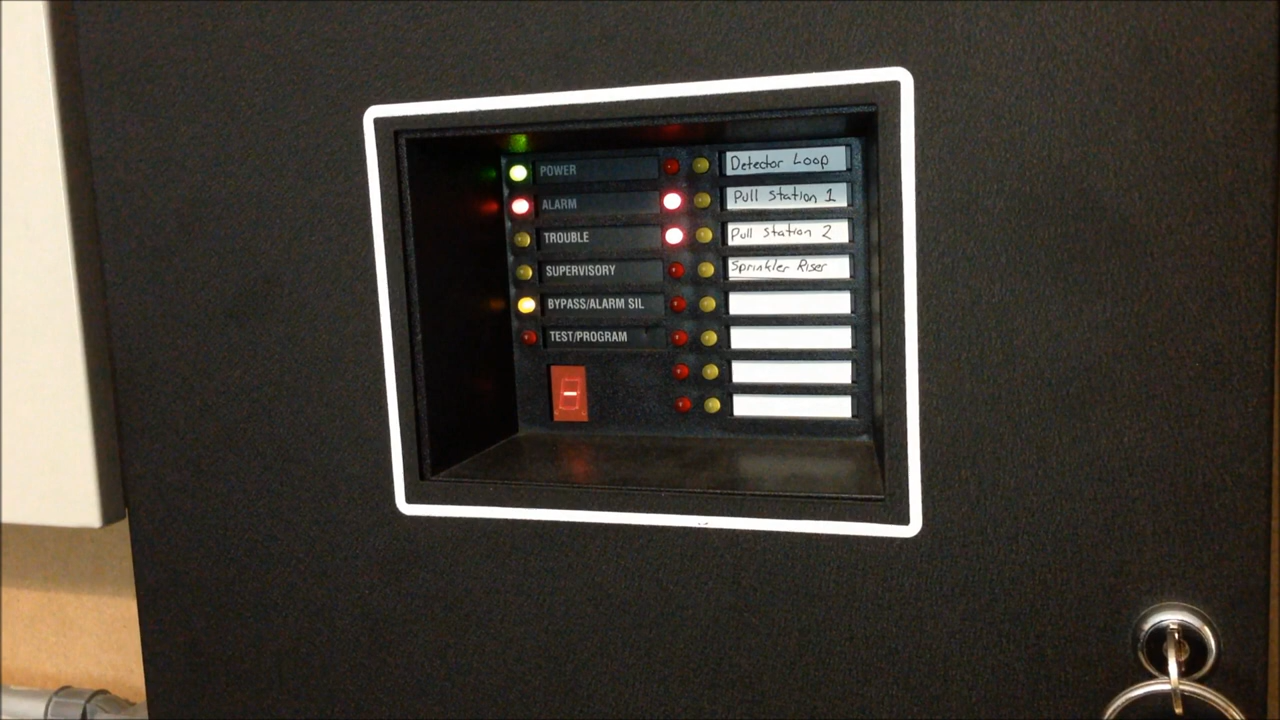 POWER
ALARM
TROUBLE
SUPERVISORY
BYPASS/ALARM SIL
TEST/PROGRAM
Detector Loop
Pull Station 1
Pull Station 2
Sprinkler Riser